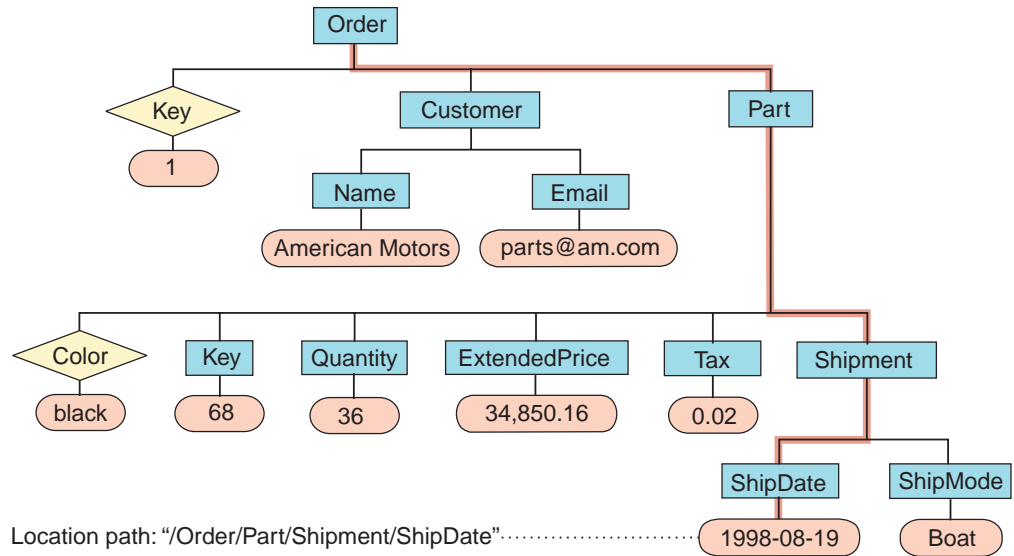 Order
Key
Customer
Part
1
Name
Email
American Motors
parts@am.com
Color
Key
Quantity
ExtendedPrice
Tax
Shipment
black
68
36
34,850.16
0.02
ShipDate
ShipMode
Location path: “/Order/Part/Shipment/ShipDate”
1998-08-19
Boat